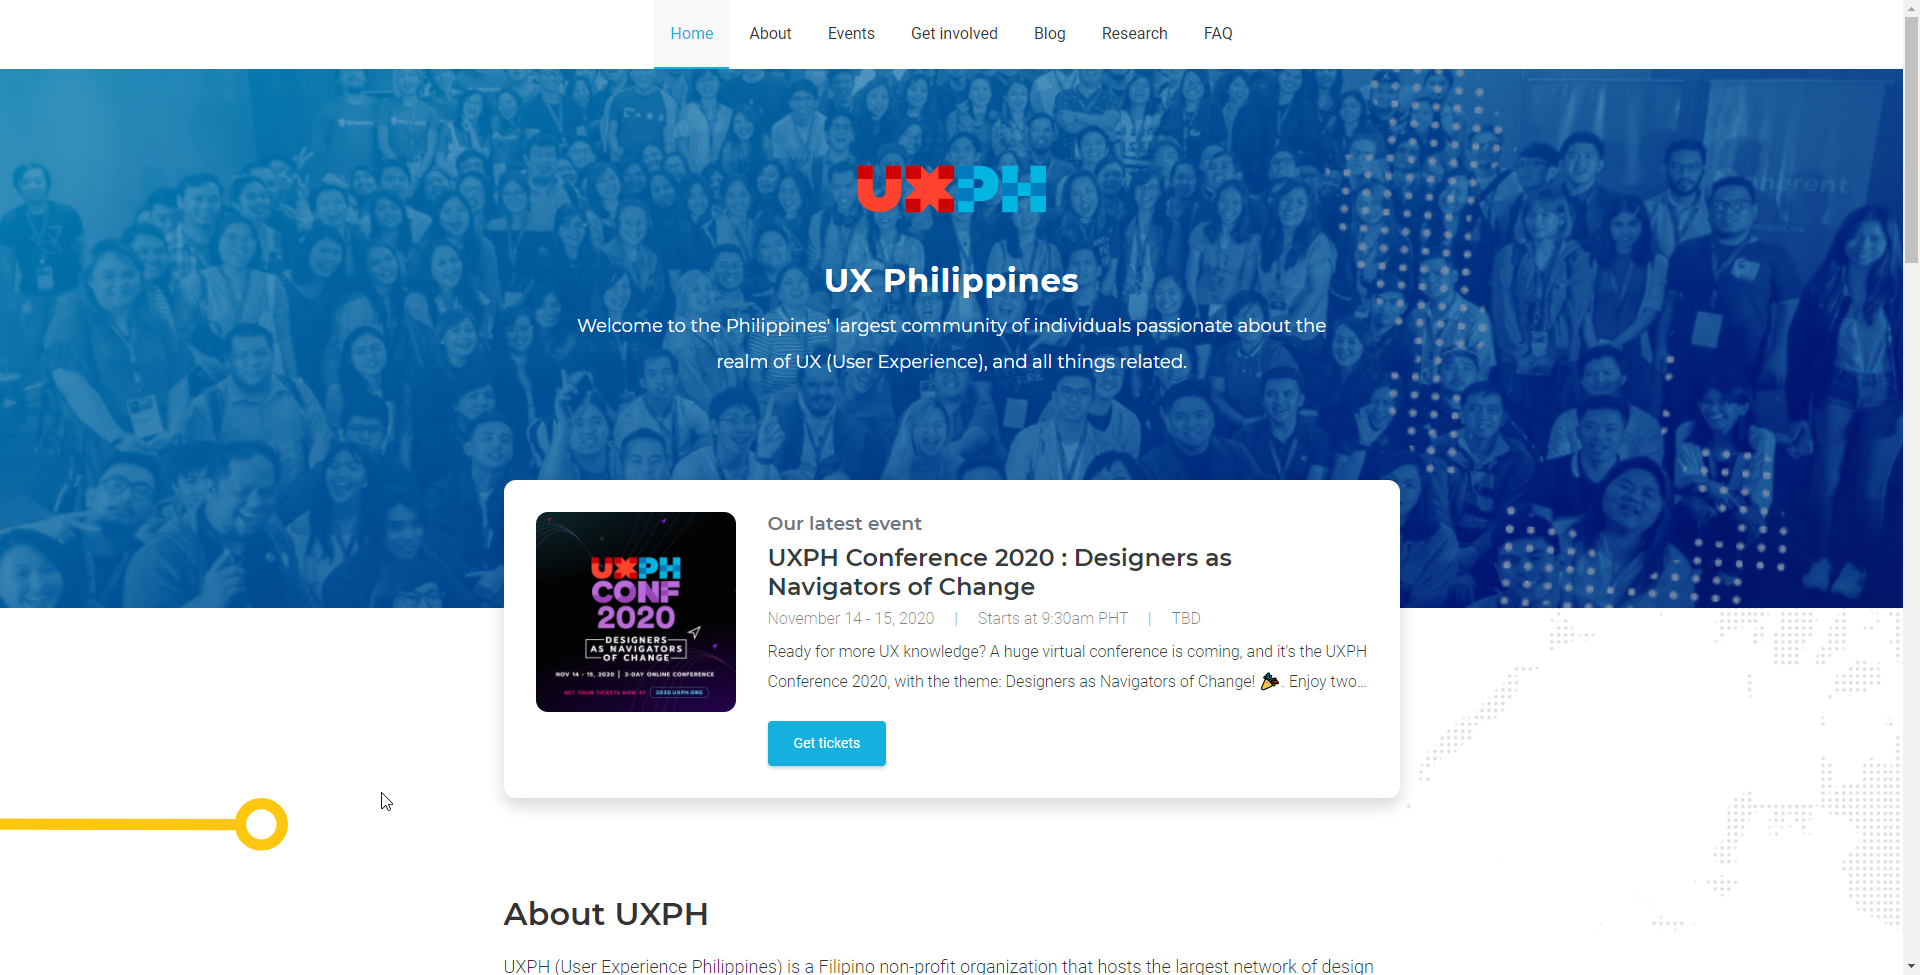 Home About Events Get involved Blog Research FAQ
UXPH
UX Philippines
Welcome to the Philippines' largest community of individuals passionate about the
realm of UX (User Experience), and all things related.
UXPH
CONF
2020
DESIGNERS
AS NAVIGATORS
OF CHANGE
NOV 14 - 15, 2020 | 2-DAY ONLINE CONFERENCE
GET YOUR TICKETS NOW AT 2020.UXPH.ORG
Our latest event
UXPH Conference 2020 : Designers as
Navigators of Change
November 14 - 15, 2020 | Starts at 9:30am PHT | TBD
Ready for more UX knowledge? A huge virtual conference is coming, and it's the UXPH
Conference 2020, with the theme: Designers as Navigators of Change! 🎉. Enjoy two...
Get tickets
About UXPH
UXPH (User Experience Philippines) is a Filipino non-profit organization that hosts the largest network of design